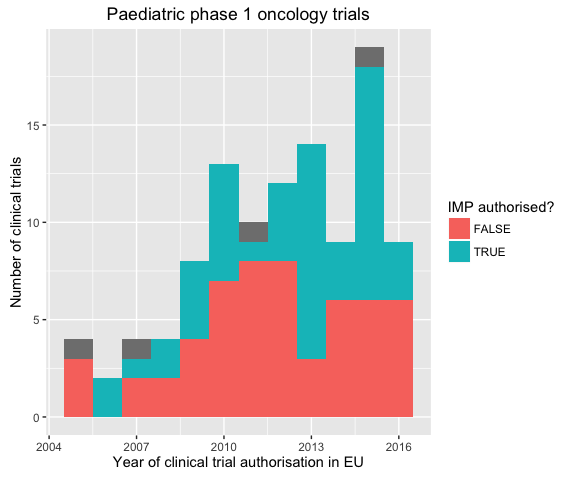 Paediatric phase 1 oncology trials
Number of clinical trials
15
10
5
0
2004 2007 2010 2013 2016
Year of clinical trial authorisation in EU
IMP authorised?
FALSE
TRUE